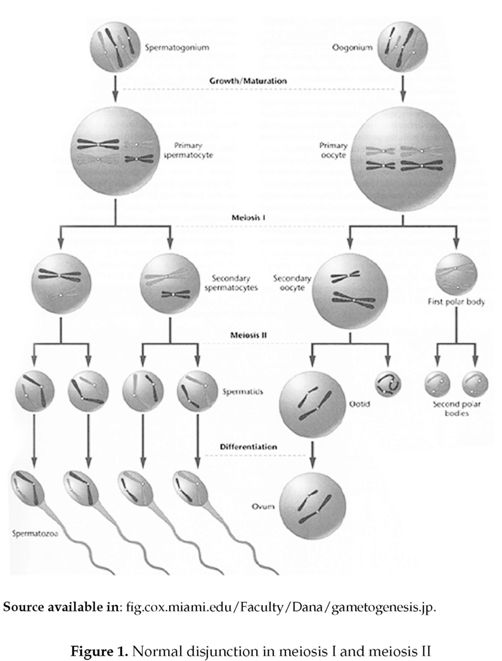 Spermatogonium
Oogonium
Growth/Maturation
Primary
spermatocyte
Primary
oocyte
Meiosis I
Secondary
spermatocytes
Secondary
oocyte
First polar body
Meiosis II
Spermatids
Ootid
Second polar
bodies
Differentiation
Spermatozoa
Ovum
Source available in: fig.cox.miami.edu/Faculty/Dana/gametogenesis.jp.
Figure 1. Normal disjunction in meiosis I and meiosis II